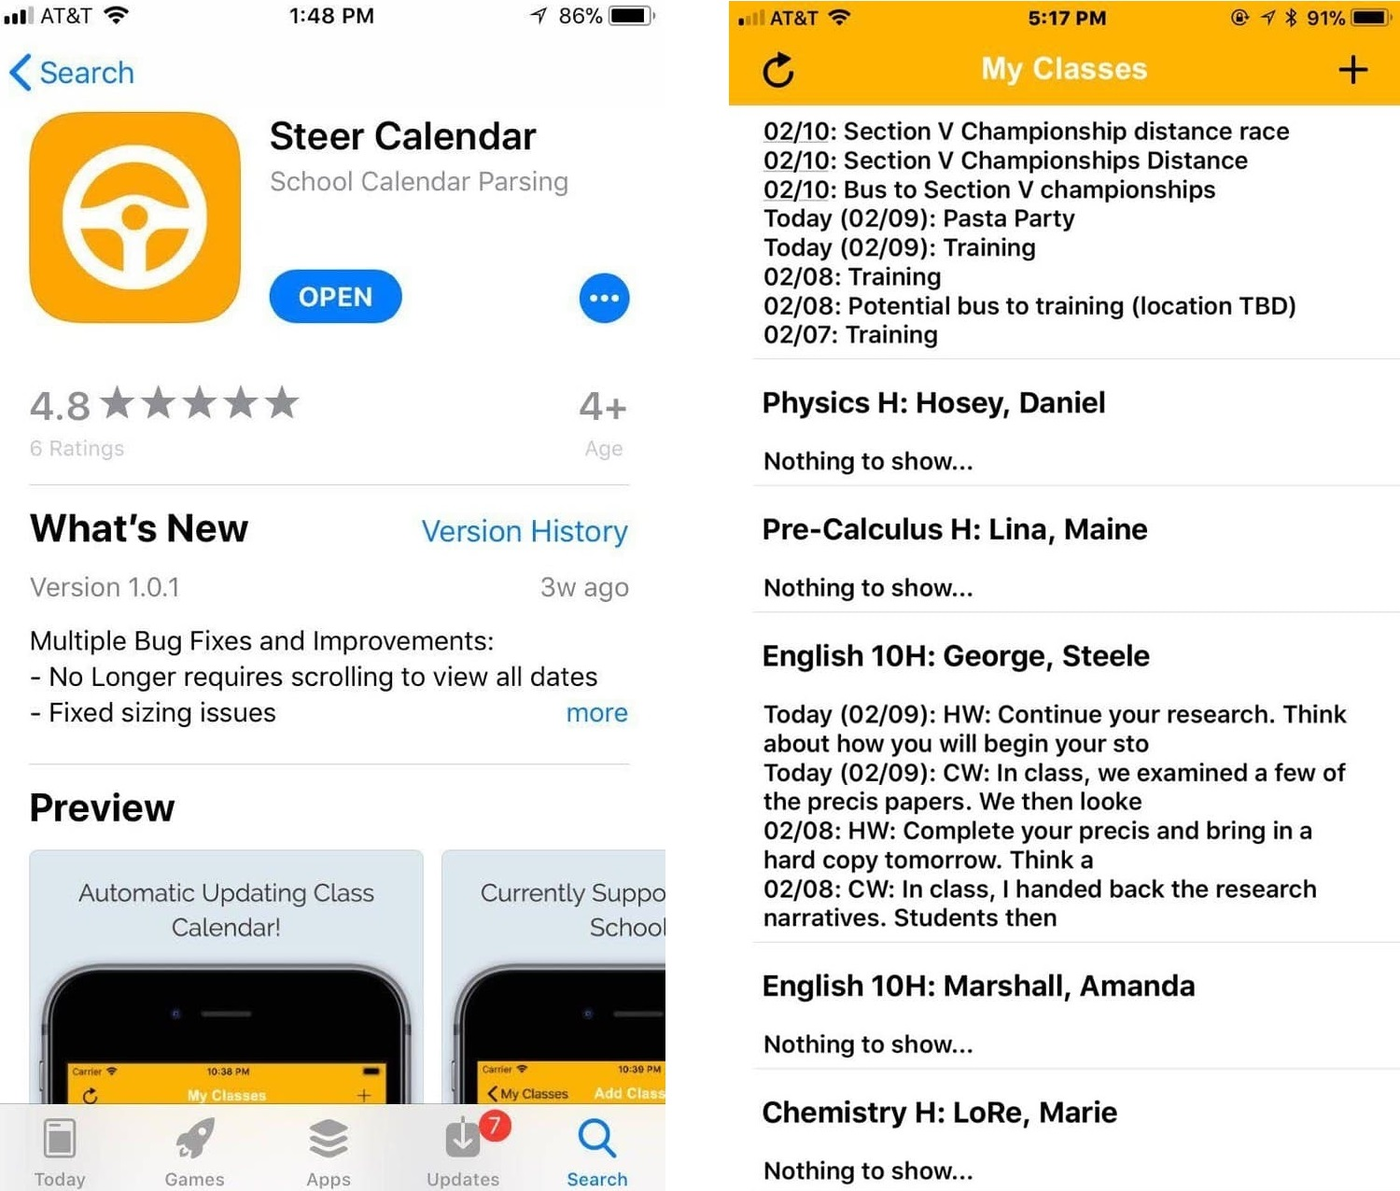 AT&T 1:48 PM 86%
Search
Steer Calendar
School Calendar Parsing
OPEN
4.8
4+
6 Ratings
Age
What's New
Version History
Version 1.0.1
3w ago
Multiple Bug Fixes and Improvements:
- No Longer requires scrolling to view all dates
- Fixed sizing issues
more
Preview
Automatic Updating Class
Calendar!
Carrier 10:38 PM
My Classes
Currently Suppo
School
Carrier 10:39 PM
My Classes Add Class
7
Today
Games
Apps
Updates
Search
AT&T 5:17 PM 91%
My Classes
02/10: Section V Championship distance race
02/10: Section V Championships Distance
02/10: Bus to Section V championships
Today (02/09): Pasta Party
Today (02/09): Training
02/08: Training
02/08: Potential bus to training (location TBD)
02/07: Training
Physics H: Hosey, Daniel
Nothing to show...
Pre-Calculus H: Lina, Maine
Nothing to show...
English 10H: George, Steele
Today (02/09): HW: Continue your research. Think
about how you will begin your sto
Today (02/09): CW: In class, we examined a few of
the precis papers. We then looke
02/08: HW: Complete your precis and bring in a
hard copy tomorrow. Think a
02/08: CW: In class, I handed back the research
narratives. Students then
English 10H: Marshall, Amanda
Nothing to show...
Chemistry H: LoRe, Marie
Nothing to show...